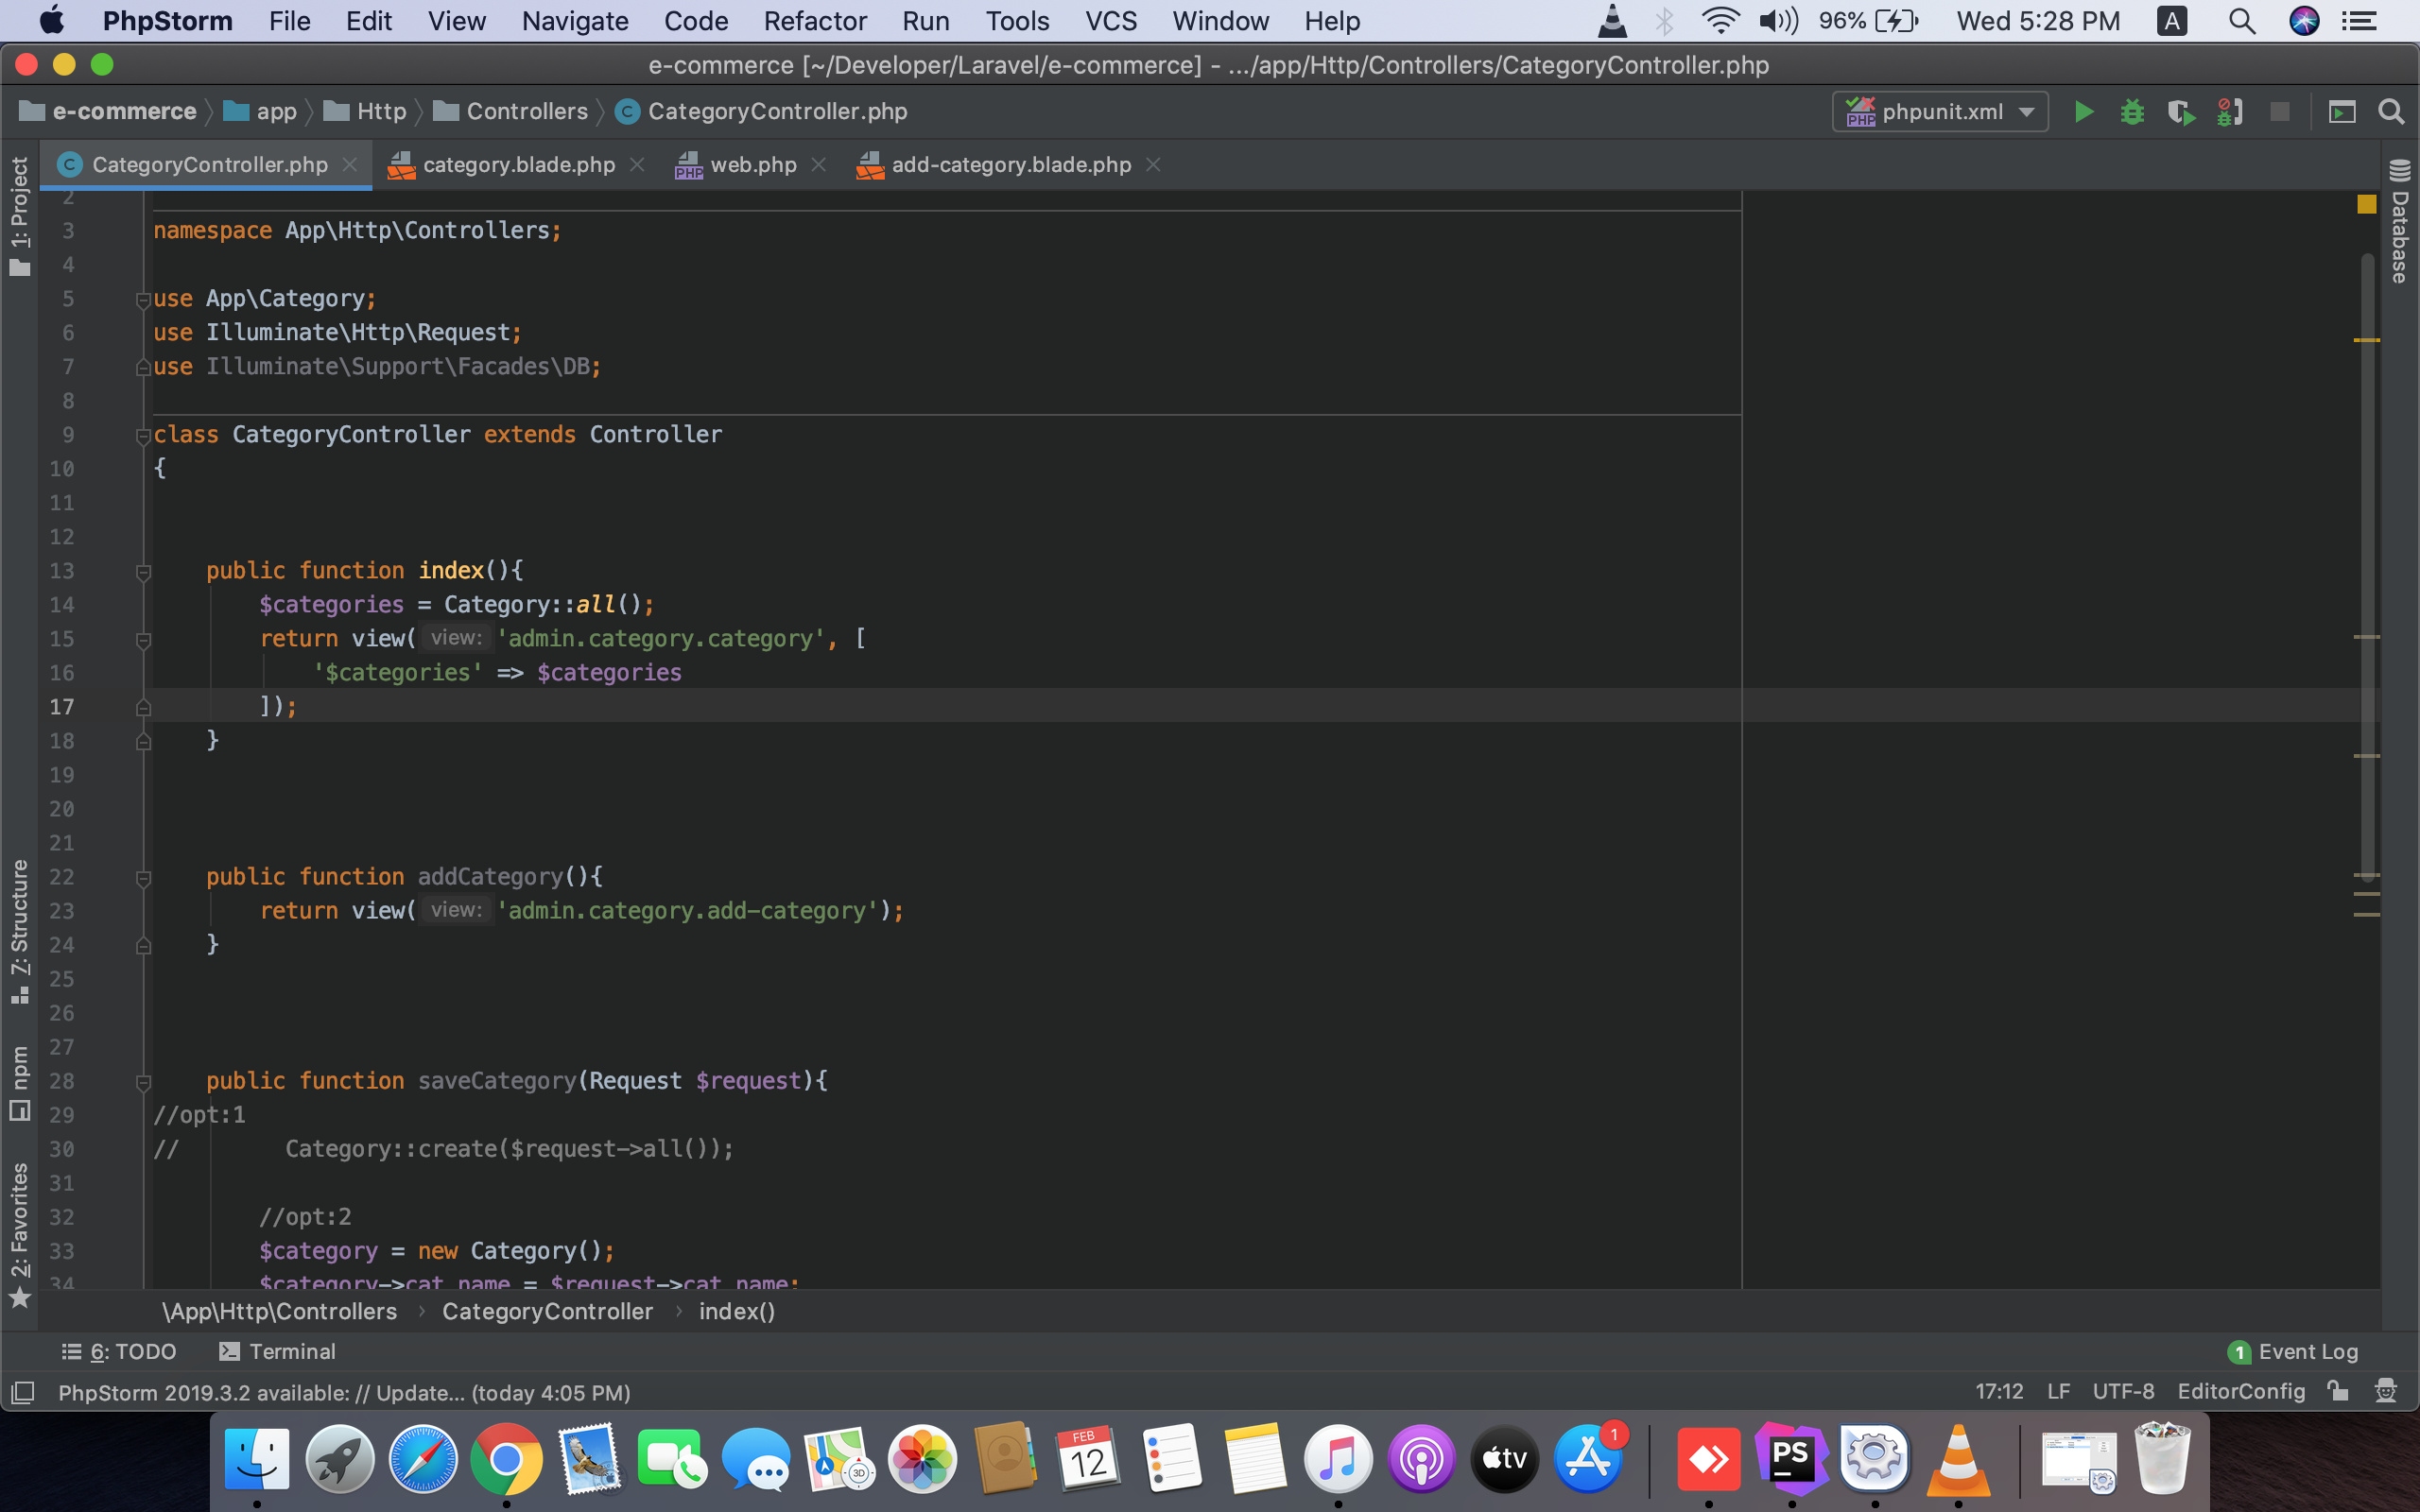 PhpStorm File Edit View Navigate Code Refactor Run Tools VCS Window Help 96% Wed 5:28 PM A
e-commerce [~/Developer/Laravel/e-commerce] - .../app/Http/Controllers/CategoryController.php
e-commerce app Http Controllers C CategoryController.php PHP phpunit.xml
C CategoryController.php category.blade.php PHP web.php add-category.blade.php
1: Project
7: Structure
npm
2: Favorites
Database
2
3 namespace App\Http\Controllers;
4
5 use App\Category;
6 use Illuminate\Http\Request;
7 use Illuminate\Support\Facades\DB;
8
9 class CategoryController extends Controller
10 {
11
12
13 public function index(){
14 $categories = Category::all();
15 return view( view: 'admin.category.category', [
16 '$categories' => $categories
17 ]);
18 }
19
20
21
22 public function addCategory(){
23 return view( view: 'admin.category.add-category');
24 }
25
26
27
28 public function saveCategory(Request $request){
29 //opt:1
30 // Category::create($request->all());
31
32 //opt:2
33 $category = new Category();
34 $category->cat_name = $request->cat_name;
\App\Http\Controllers › CategoryController › index()
6: TODO Terminal 1 Event Log
PhpStorm 2019.3.2 available: // Update... (today 4:05 PM) 17:12 LF UTF-8 EditorConfig
3D FEB 12 tv 1 PS